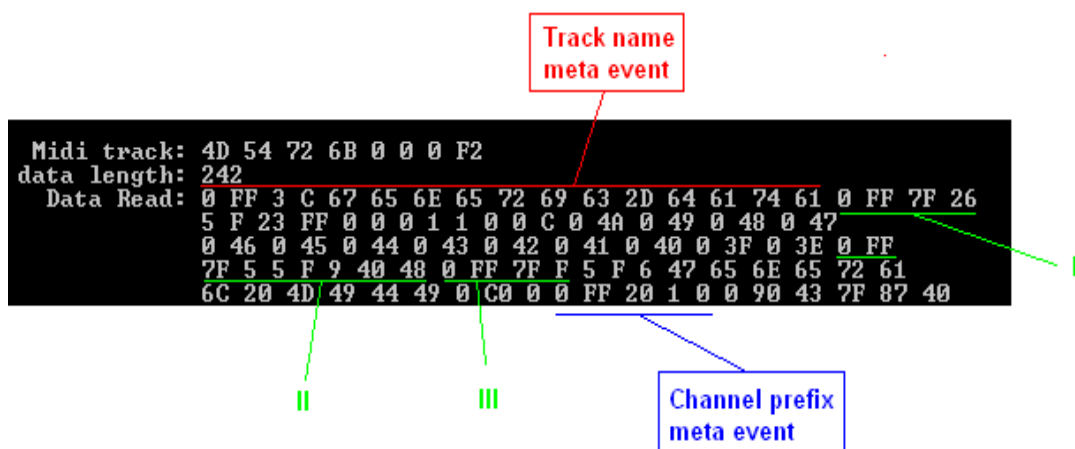 Track name
meta event
Midi track: 4D 54 72 6B 0 0 0 F2
data length: 242
Data Read: 0 FF 3 C 67 65 6E 65 72 69 63 2D 64 61 74 61 0 FF 7F 26
5 F 23 FF 0 0 0 1 1 0 0 C 0 4A 0 49 0 48 0 47
0 46 0 45 0 44 0 43 0 42 0 41 0 40 0 3F 0 3E 0 FF
7F 5 5 F 9 40 48 0 FF 7F F 5 F 6 47 65 6E 65 72 61
6C 20 4D 49 44 49 0 C0 0 0 FF 20 1 0 0 90 43 7F 87 40
I
II
III
Channel prefix
meta event